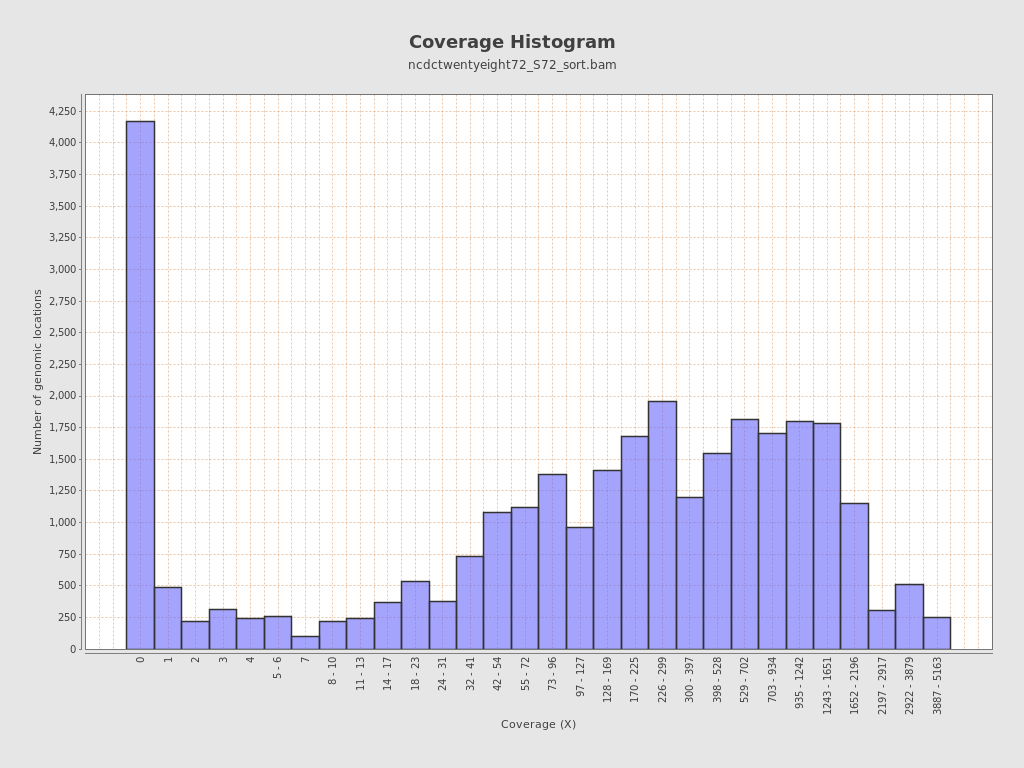 Coverage Histogram
ncdctwentyeight72_S72_sort.bam
Number of genomic locations
4,250
4,000
3,750
3,500
3,250
3,000
2,750
2,500
2,250
2,000
1,750
1,500
1,250
1,000
750
500
250
0
0
1
2
3
4
5 - 6
7
8 - 10
11 - 13
14 - 17
18 - 23
24 - 31
32 - 41
42 - 54
55 - 72
73 - 96
97 - 127
128 - 169
170 - 225
226 - 299
300 - 397
398 - 528
529 - 702
703 - 934
935 - 1242
1243 - 1651
1652 - 2196
2197 - 2917
2922 - 3879
3887 - 5163
Coverage (X)